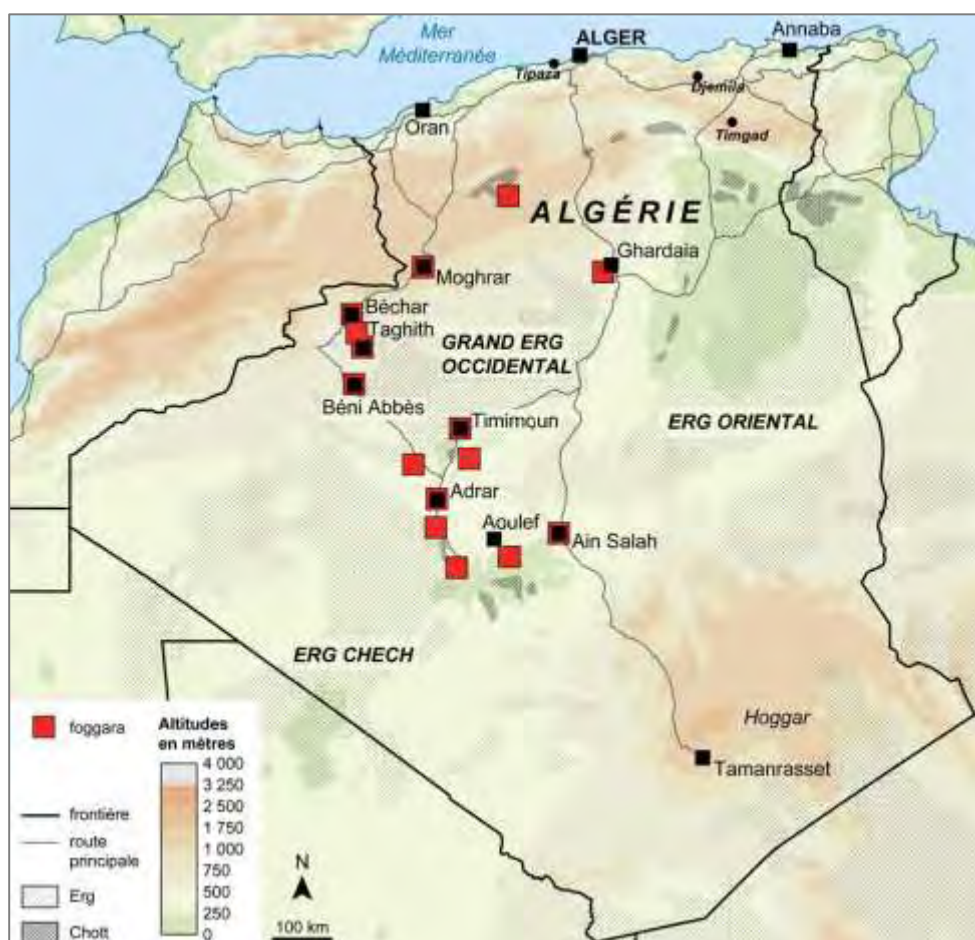 Mer
Méditerranée
ALGER
Annaba
Tipaza
Djemila
Oran
Timgad
ALGÉRIE
Ghardaia
Moghrar
Béchar
Taghith
GRAND ERG
OCCIDENTAL
Béni Abbès
Timimoun
ERG ORIENTAL
Adrar
Aoulef
Ain Salah
ERG CHECH
Hoggar
Tamanrasset
foggara
Altitudes
en mètres
4 000
3 250
2 500
1 750
1 000
750
500
250
0
frontière
route
principale
Erg
Chott
N
100 km